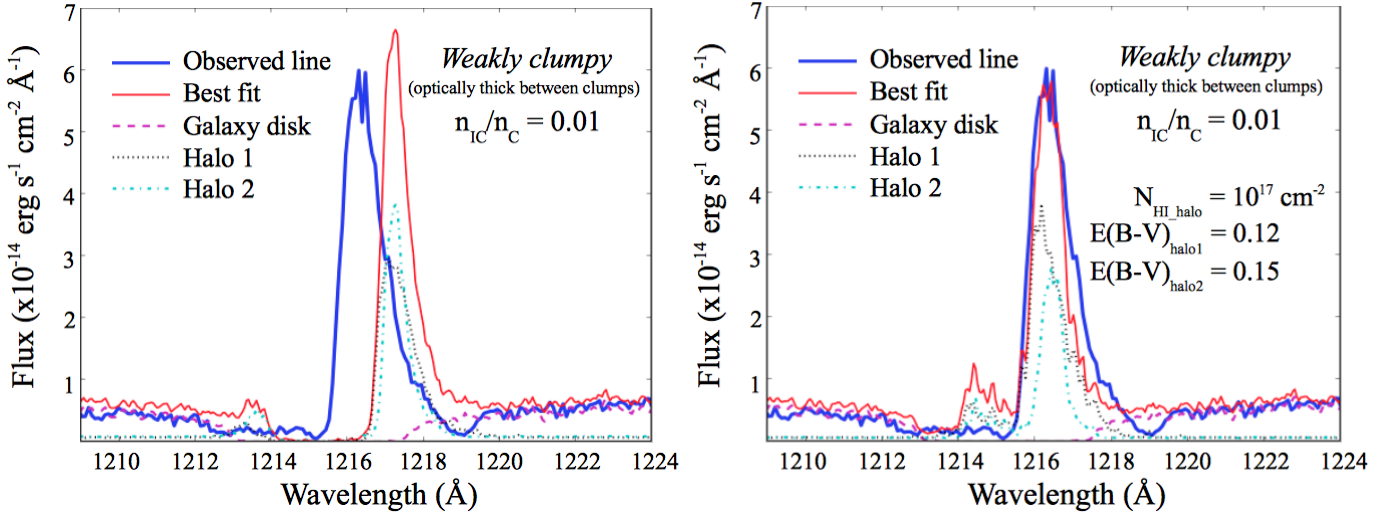 7
6
5
4
3
2
1
Flux (x10⁻¹⁴ erg s⁻¹ cm⁻² Å⁻¹)
Observed line
Best fit
Galaxy disk
Halo 1
Halo 2
Weakly clumpy
(optically thick between clumps)
n_IC/n_C = 0.01
1210 1212 1214 1216 1218 1220 1222 1224
Wavelength (Å)
7
6
5
4
3
2
1
Flux (x10⁻¹⁴ erg s⁻¹ cm⁻² Å⁻¹)
Observed line
Best fit
Galaxy disk
Halo 1
Halo 2
Weakly clumpy
(optically thick between clumps)
n_IC/n_C = 0.01
N_HI_halo = 10¹⁷ cm⁻²
E(B-V)_halo1 = 0.12
E(B-V)_halo2 = 0.15
1210 1212 1214 1216 1218 1220 1222 1224
Wavelength (Å)